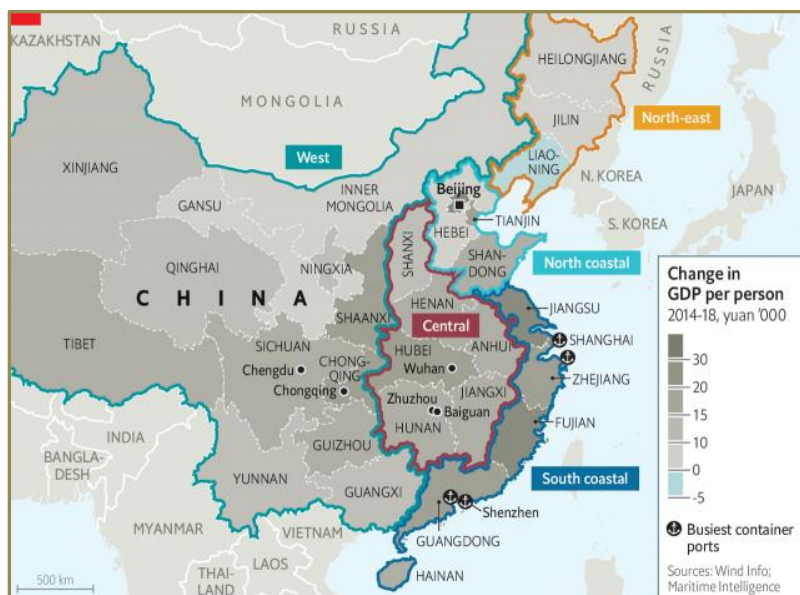 KAZAKHSTAN
RUSSIA
MONGOLIA
RUSSIA
HEILONGJIANG
JILIN
North-east
LIAO-
NING
West
XINJIANG
GANSU
INNER
MONGOLIA
Beijing
TIANJIN
HEBEI
N. KOREA
S. KOREA
JAPAN
QINGHAI
NINGXIA
SHANXI
SHAN-
DONG
North coastal
CHINA
SHAANXI
HENAN
Central
JIANGSU
SHANGHAI
TIBET
SICHUAN
Chengdu
CHONG-
QING
Chongqing
HUBEI
Wuhan
ANHUI
ZHEJIANG
Zhuzhou
Baiguan
JIANGXI
HUNAN
FUJIAN
GUIZHOU
South coastal
INDIA
BANGLA-
DESH
YUNNAN
GUANGXI
Shenzhen
GUANGDONG
MYANMAR
VIETNAM
LAOS
THAI-
LAND
HAINAN
500 km
Change in
GDP per person
2014-18, yuan '000
30
20
15
10
0
-5
Busiest container
ports
Sources: Wind Info;
Maritime Intelligence